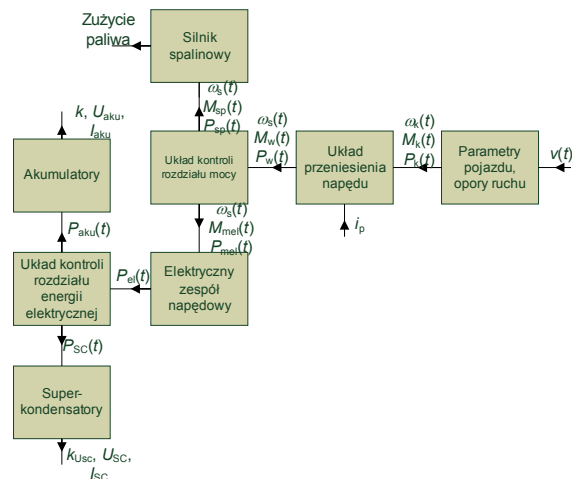 Zużycie
paliwa
Silnik
spalinowy
ωs(t)
Msp(t)
Psp(t)
k, Uaku,
Iaku
Akumulatory
Układ kontroli
rozdziału mocy
ωs(t)
Mw(t)
Pw(t)
Układ
przeniesienia
napędu
ωk(t)
Mk(t)
Pk(t)
Parametry
pojazdu,
opory ruchu
v(t)
ip
Paku(t)
ωs(t)
Mmel(t)
Pmel(t)
Układ kontroli
rozdziału
energii
elektrycznej
Pel(t)
Elektryczny
zespół
napędowy
PSC(t)
Super-
kondensatory
kUsc, USC,
ISC